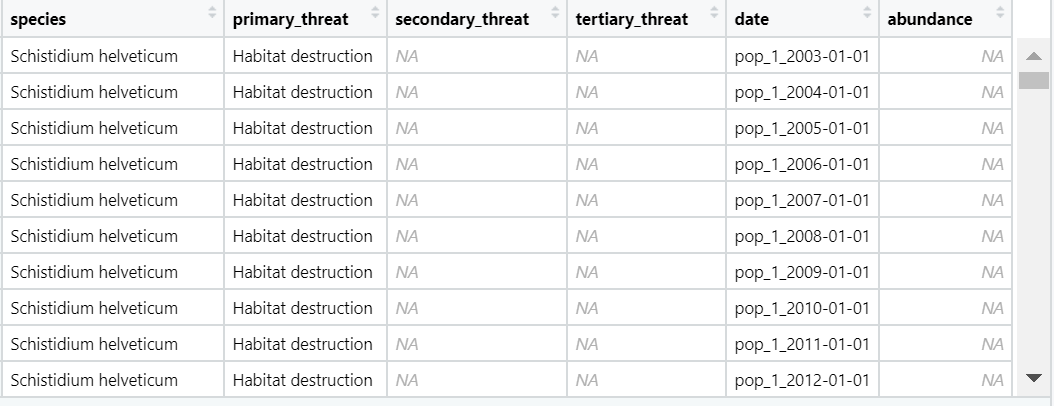 species primary_threat secondary_threat tertiary_threat date abundance
Schistidium helveticum Habitat destruction NA NA pop_1_2003-01-01 NA
Schistidium helveticum Habitat destruction NA NA pop_1_2004-01-01 NA
Schistidium helveticum Habitat destruction NA NA pop_1_2005-01-01 NA
Schistidium helveticum Habitat destruction NA NA pop_1_2006-01-01 NA
Schistidium helveticum Habitat destruction NA NA pop_1_2007-01-01 NA
Schistidium helveticum Habitat destruction NA NA pop_1_2008-01-01 NA
Schistidium helveticum Habitat destruction NA NA pop_1_2009-01-01 NA
Schistidium helveticum Habitat destruction NA NA pop_1_2010-01-01 NA
Schistidium helveticum Habitat destruction NA NA pop_1_2011-01-01 NA
Schistidium helveticum Habitat destruction NA NA pop_1_2012-01-01 NA